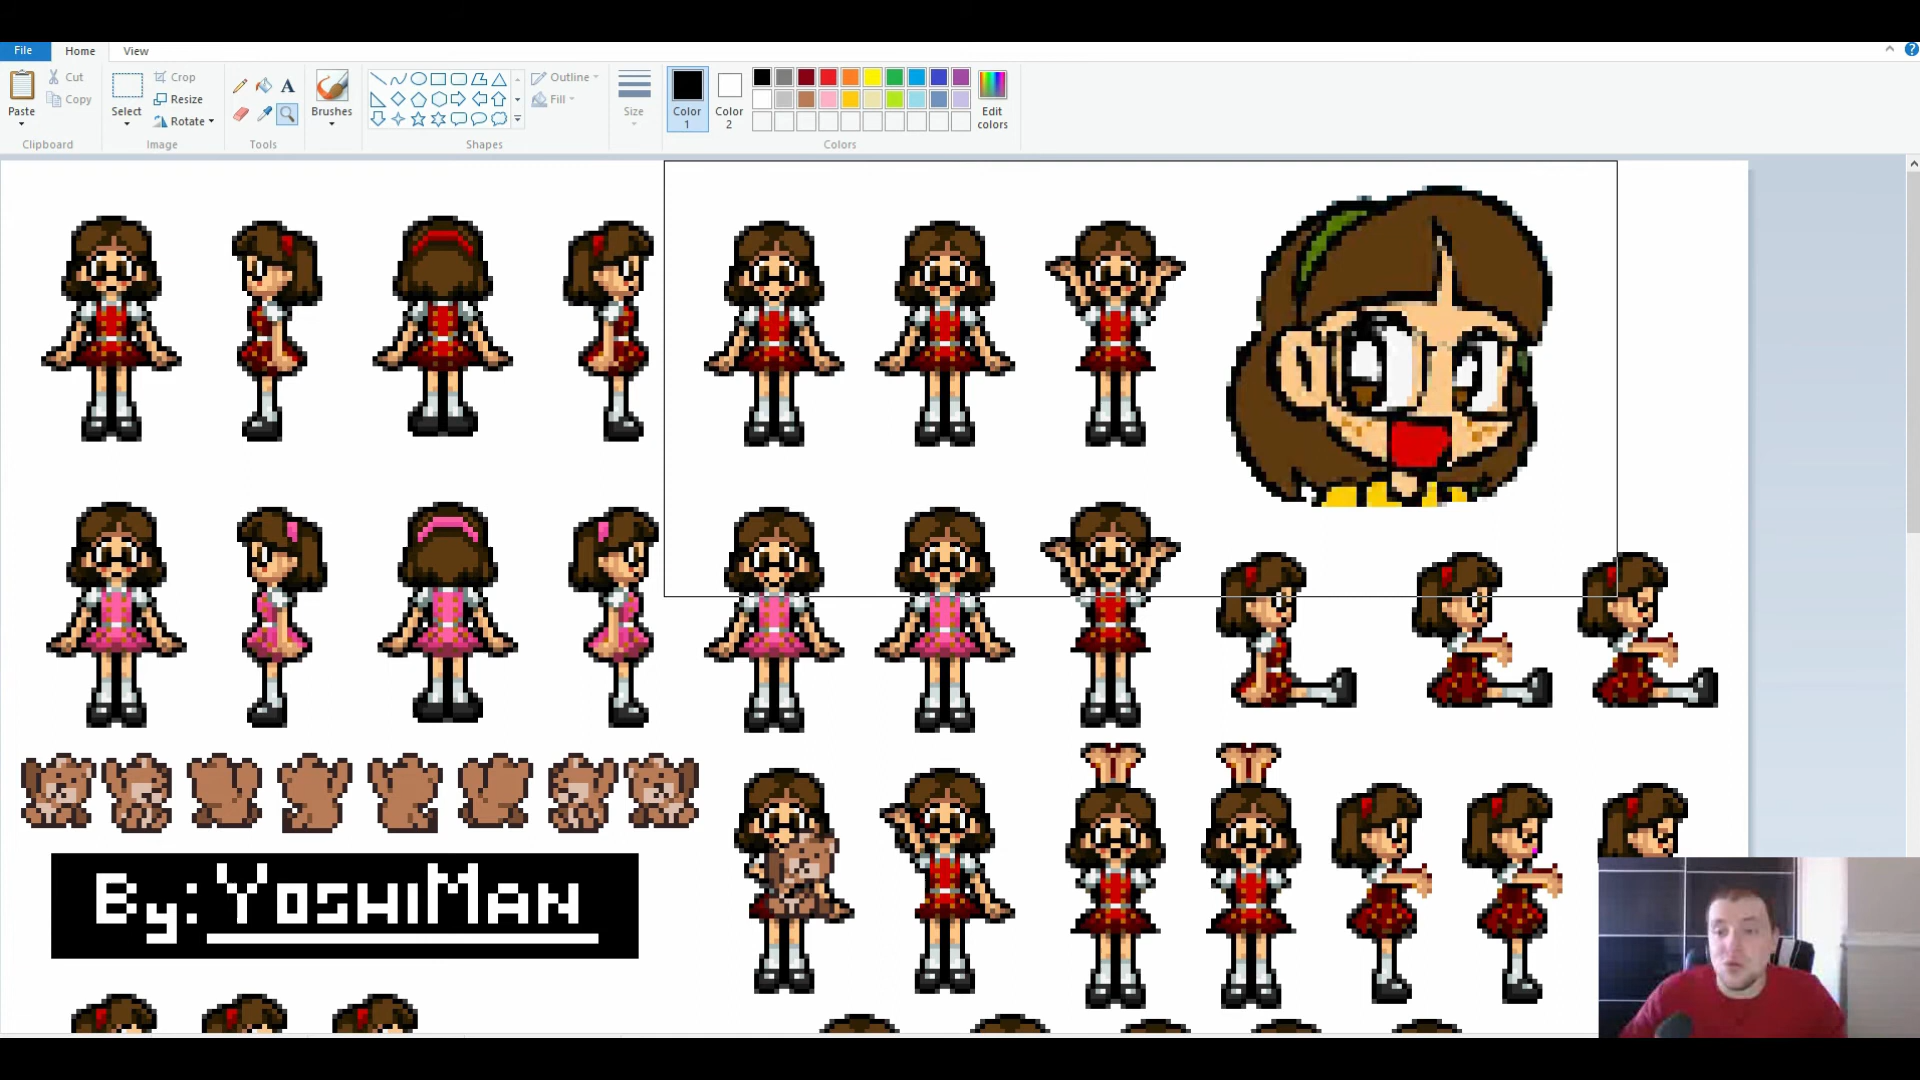 File Home View
Paste
Cut
Copy
Clipboard
Select
Crop
Resize
Rotate
Image
A
Tools
Brushes
Shapes
Outline
Fill
Size
Color
1
Color
2
Edit
colors
Colors
?
By: YoshiMan